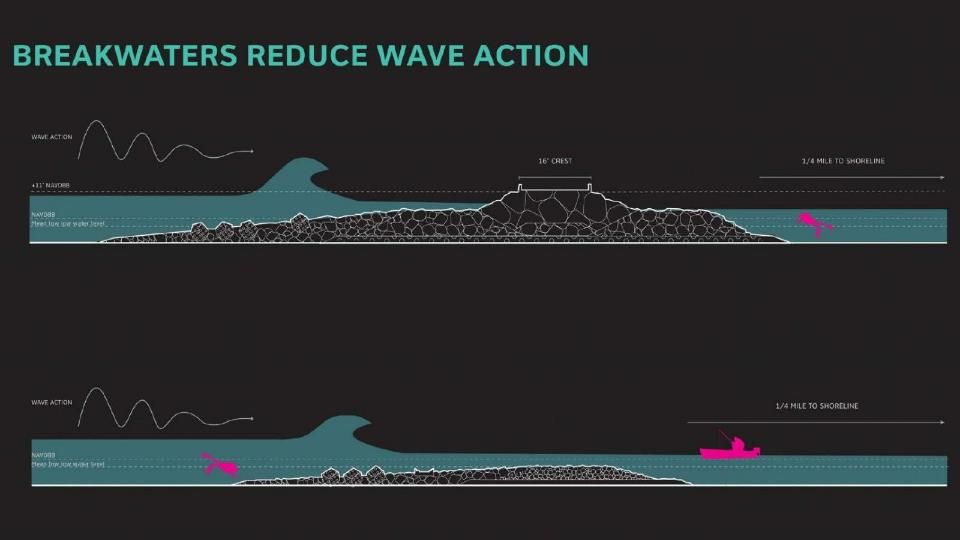 BREAKWATERS REDUCE WAVE ACTION
WAVE ACTION
16' CREST
1/4 MILE TO SHORELINE
+11' NAVD88
NAVD88
Mean low low water level
WAVE ACTION
1/4 MILE TO SHORELINE
NAVD88
Mean low low water level